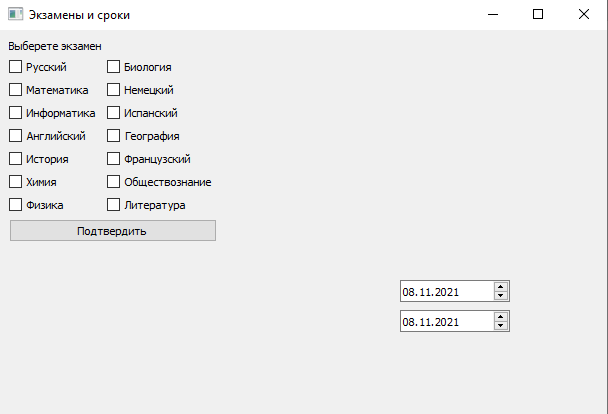 Экзамены и сроки
Выберете экзамен
Русский Биология
Математика Немецкий
Информатика Испанский
Английский География
История Французский
Химия Обществознание
Физика Литература
Подтвердить
08.11.2021
08.11.2021